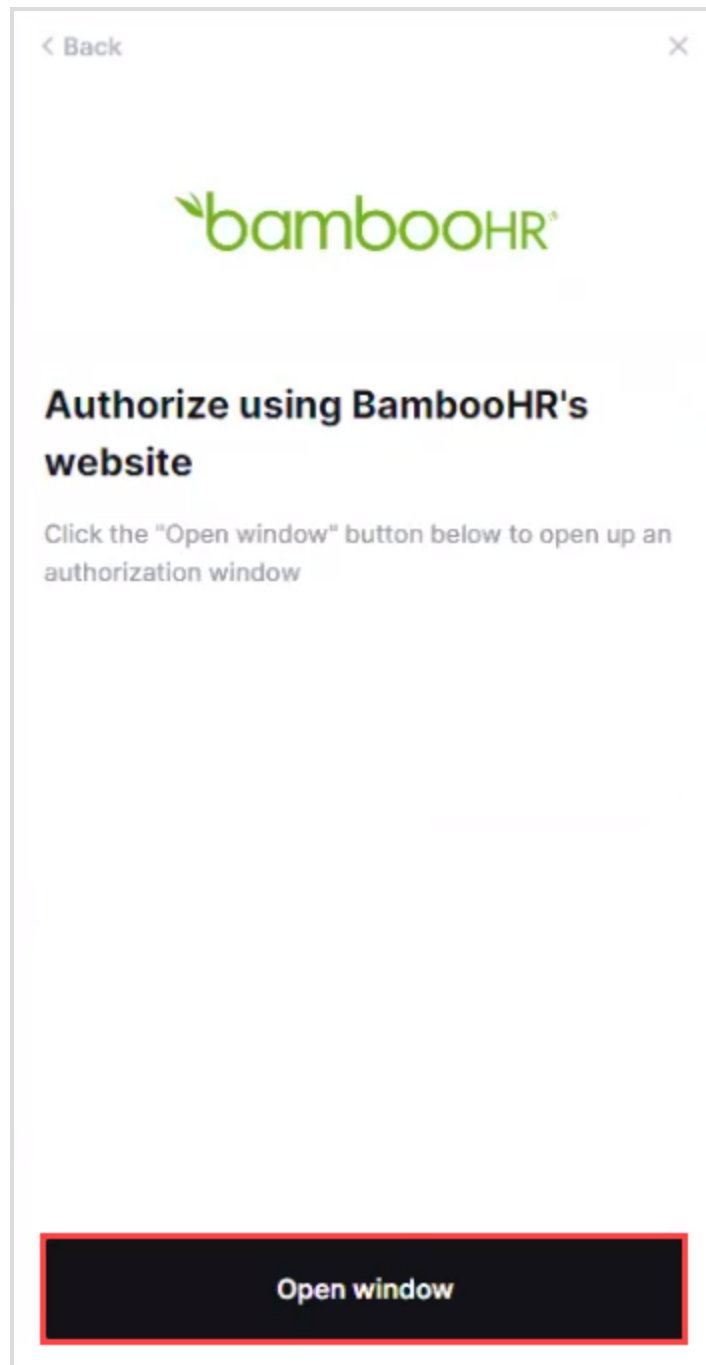 < Back
bambooHR®
Authorize using BambooHR's
website
Click the "Open window" button below to open up an
authorization window
Open window